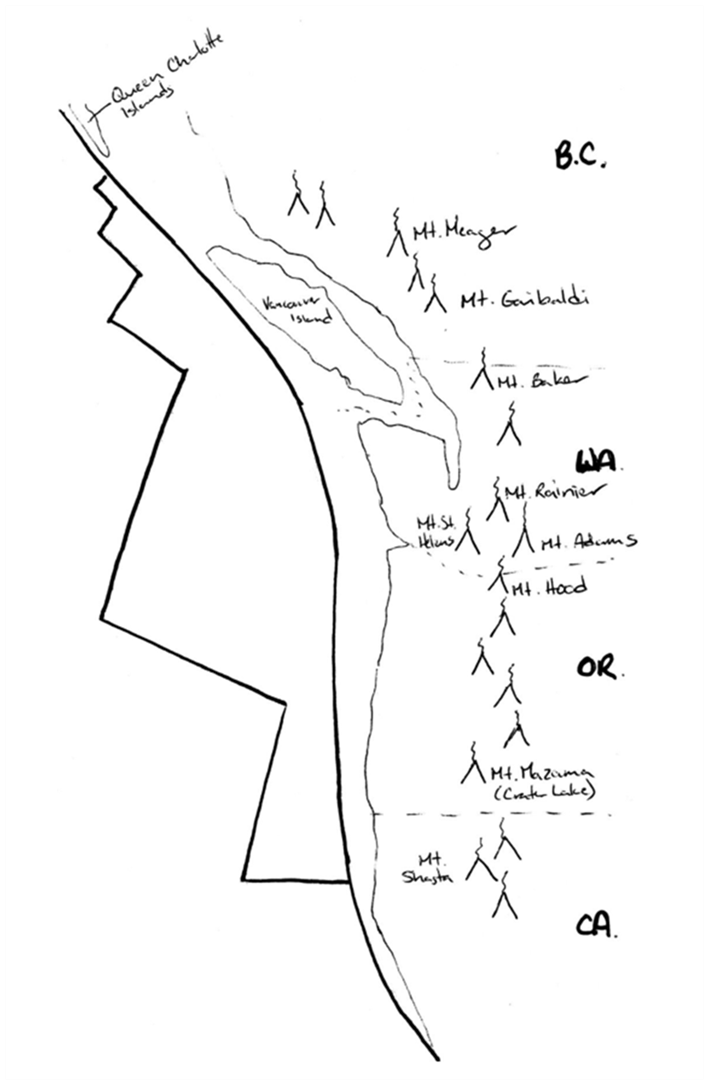 Queen Charlotte
Islands
B.C.
Mt. Meager
Vancouver
Island
Mt. Garibaldi
Mt. Baker
WA.
Mt. Rainier
Mt. St.
Helens
Mt. Adams
Mt. Hood
OR.
Mt. Mazama
(Crater Lake)
Mt.
Shasta
CA.